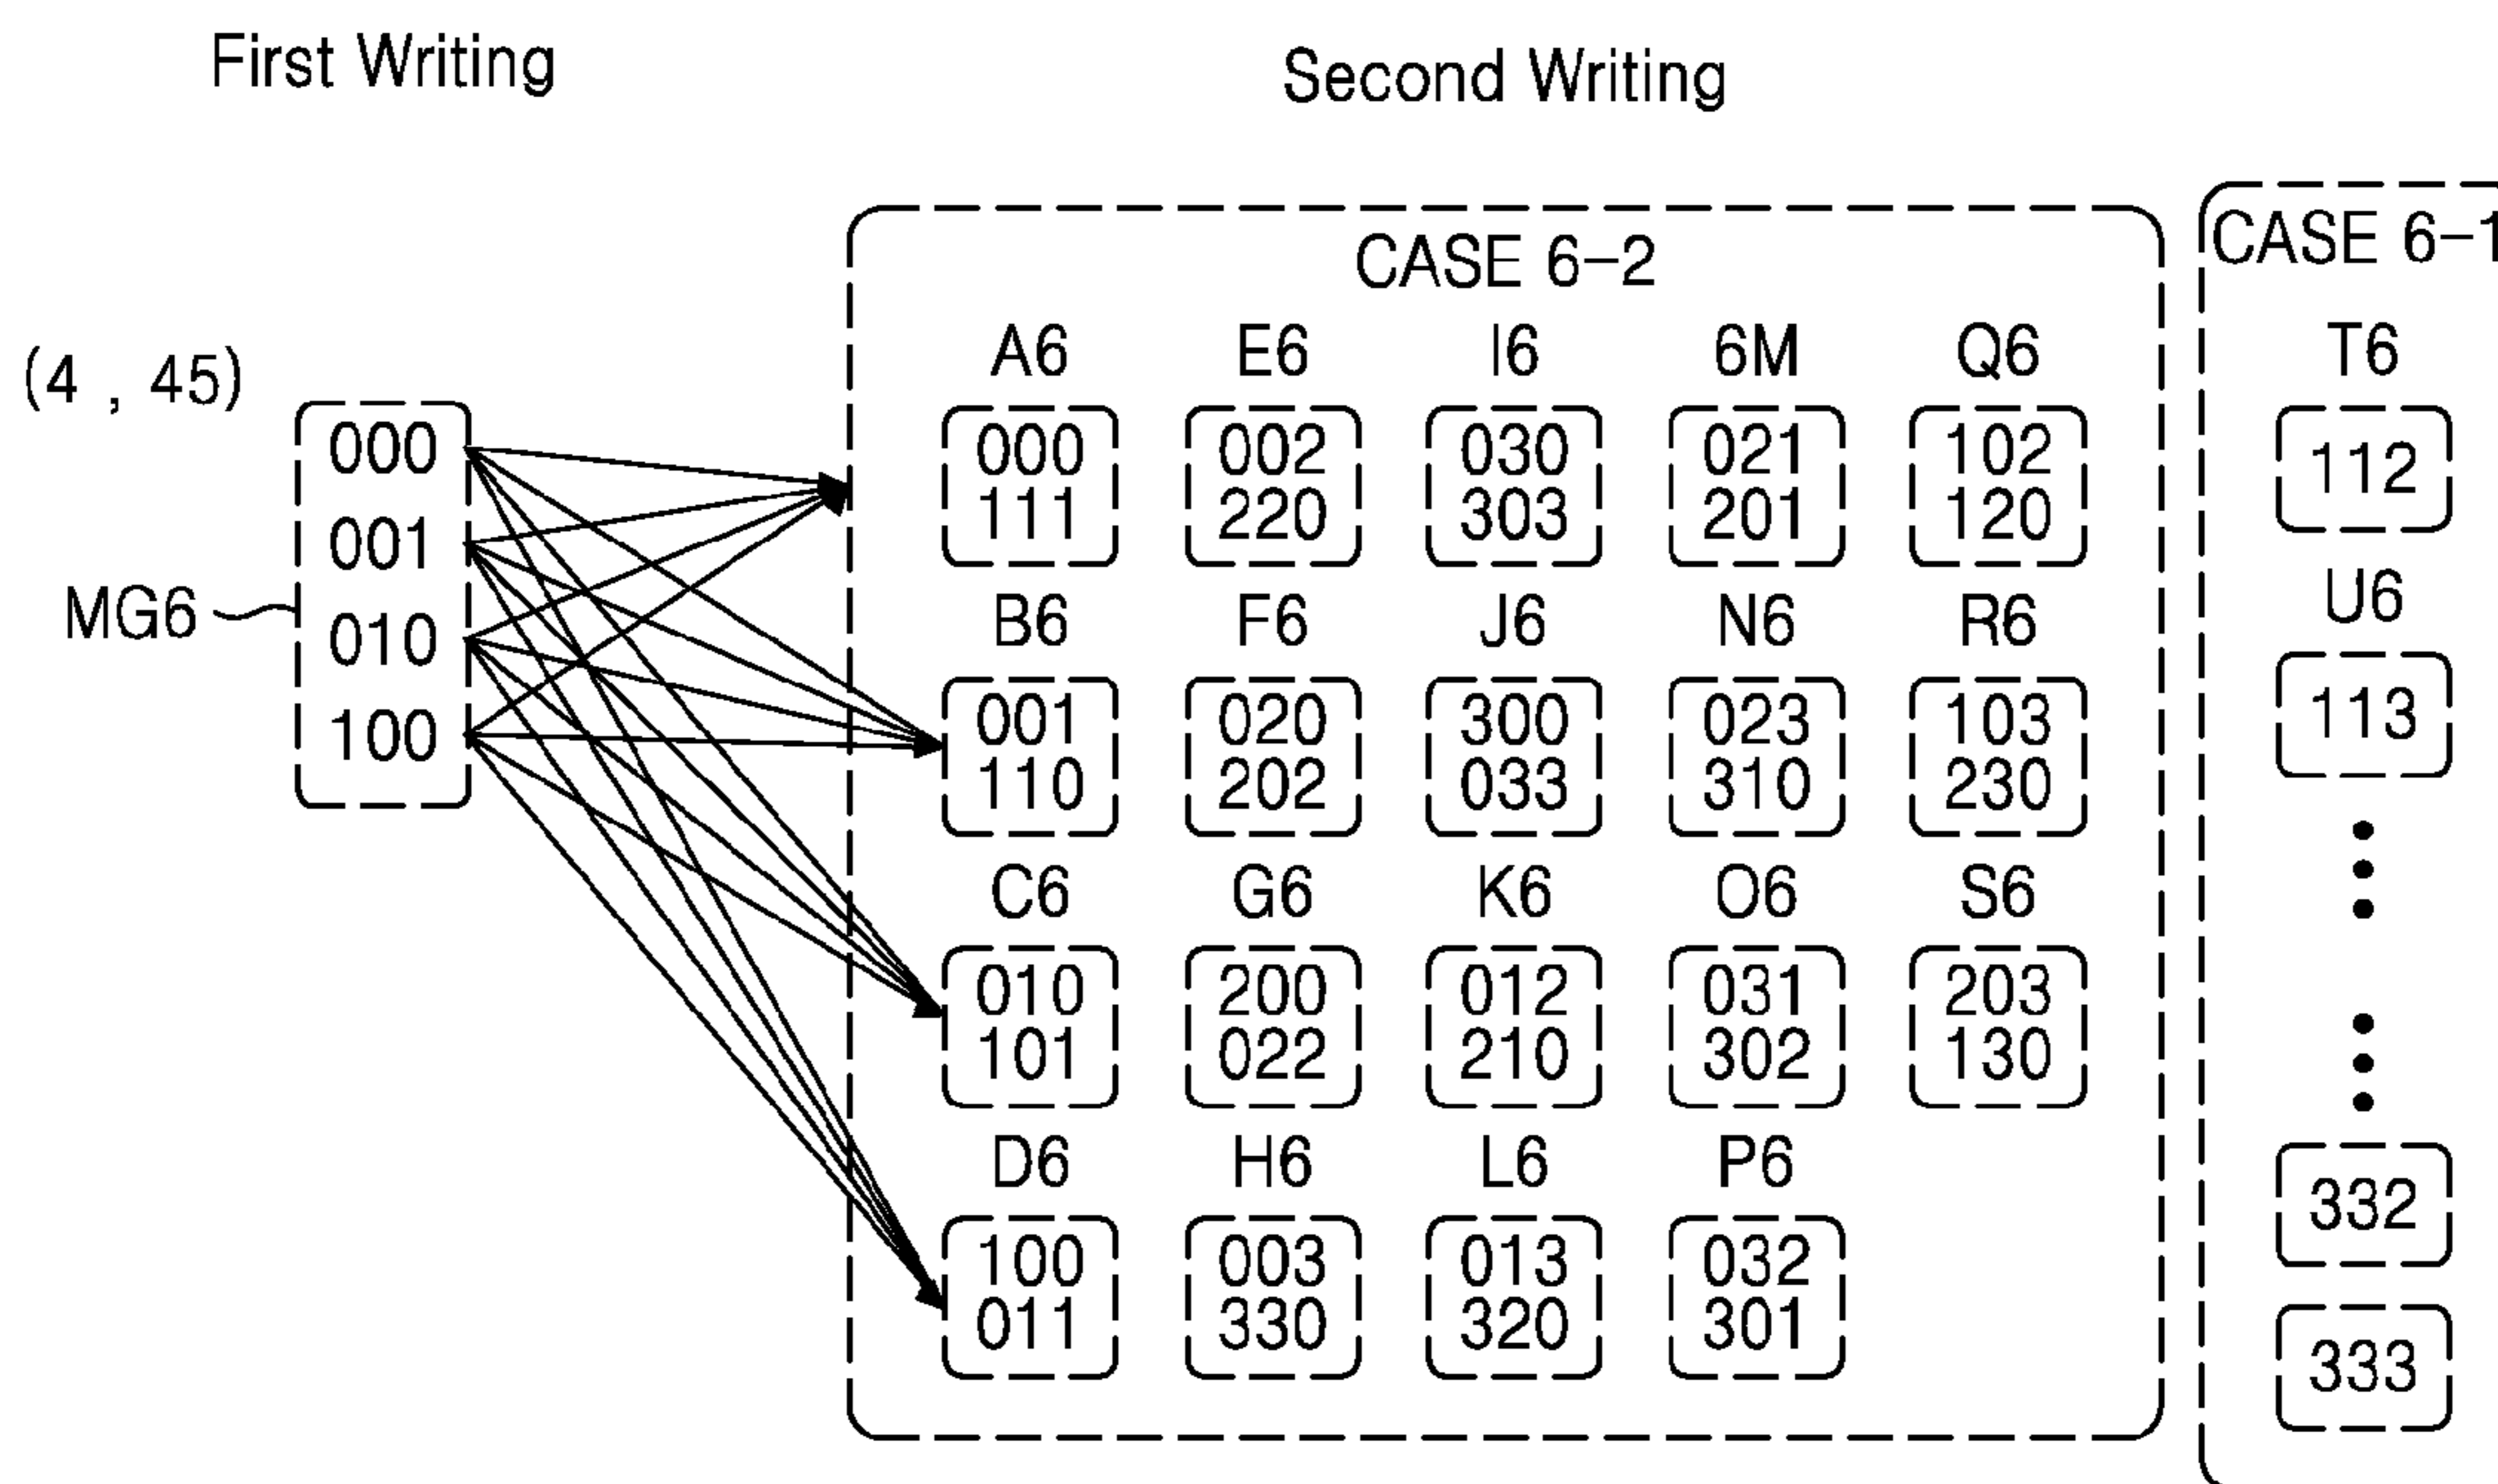 First Writing
Second Writing
(4 , 45)
MG6
000
001
010
100
CASE 6-2
A6 E6 I6 6M Q6
000 002 030 021 102
111 220 303 201 120
B6 F6 J6 N6 R6
001 020 300 023 103
110 202 033 310 230
C6 G6 K6 O6 S6
010 200 012 031 203
101 022 210 302 130
D6 H6 L6 P6
100 003 013 032
011 330 320 301
CASE 6-1
T6
112
U6
113
332
333